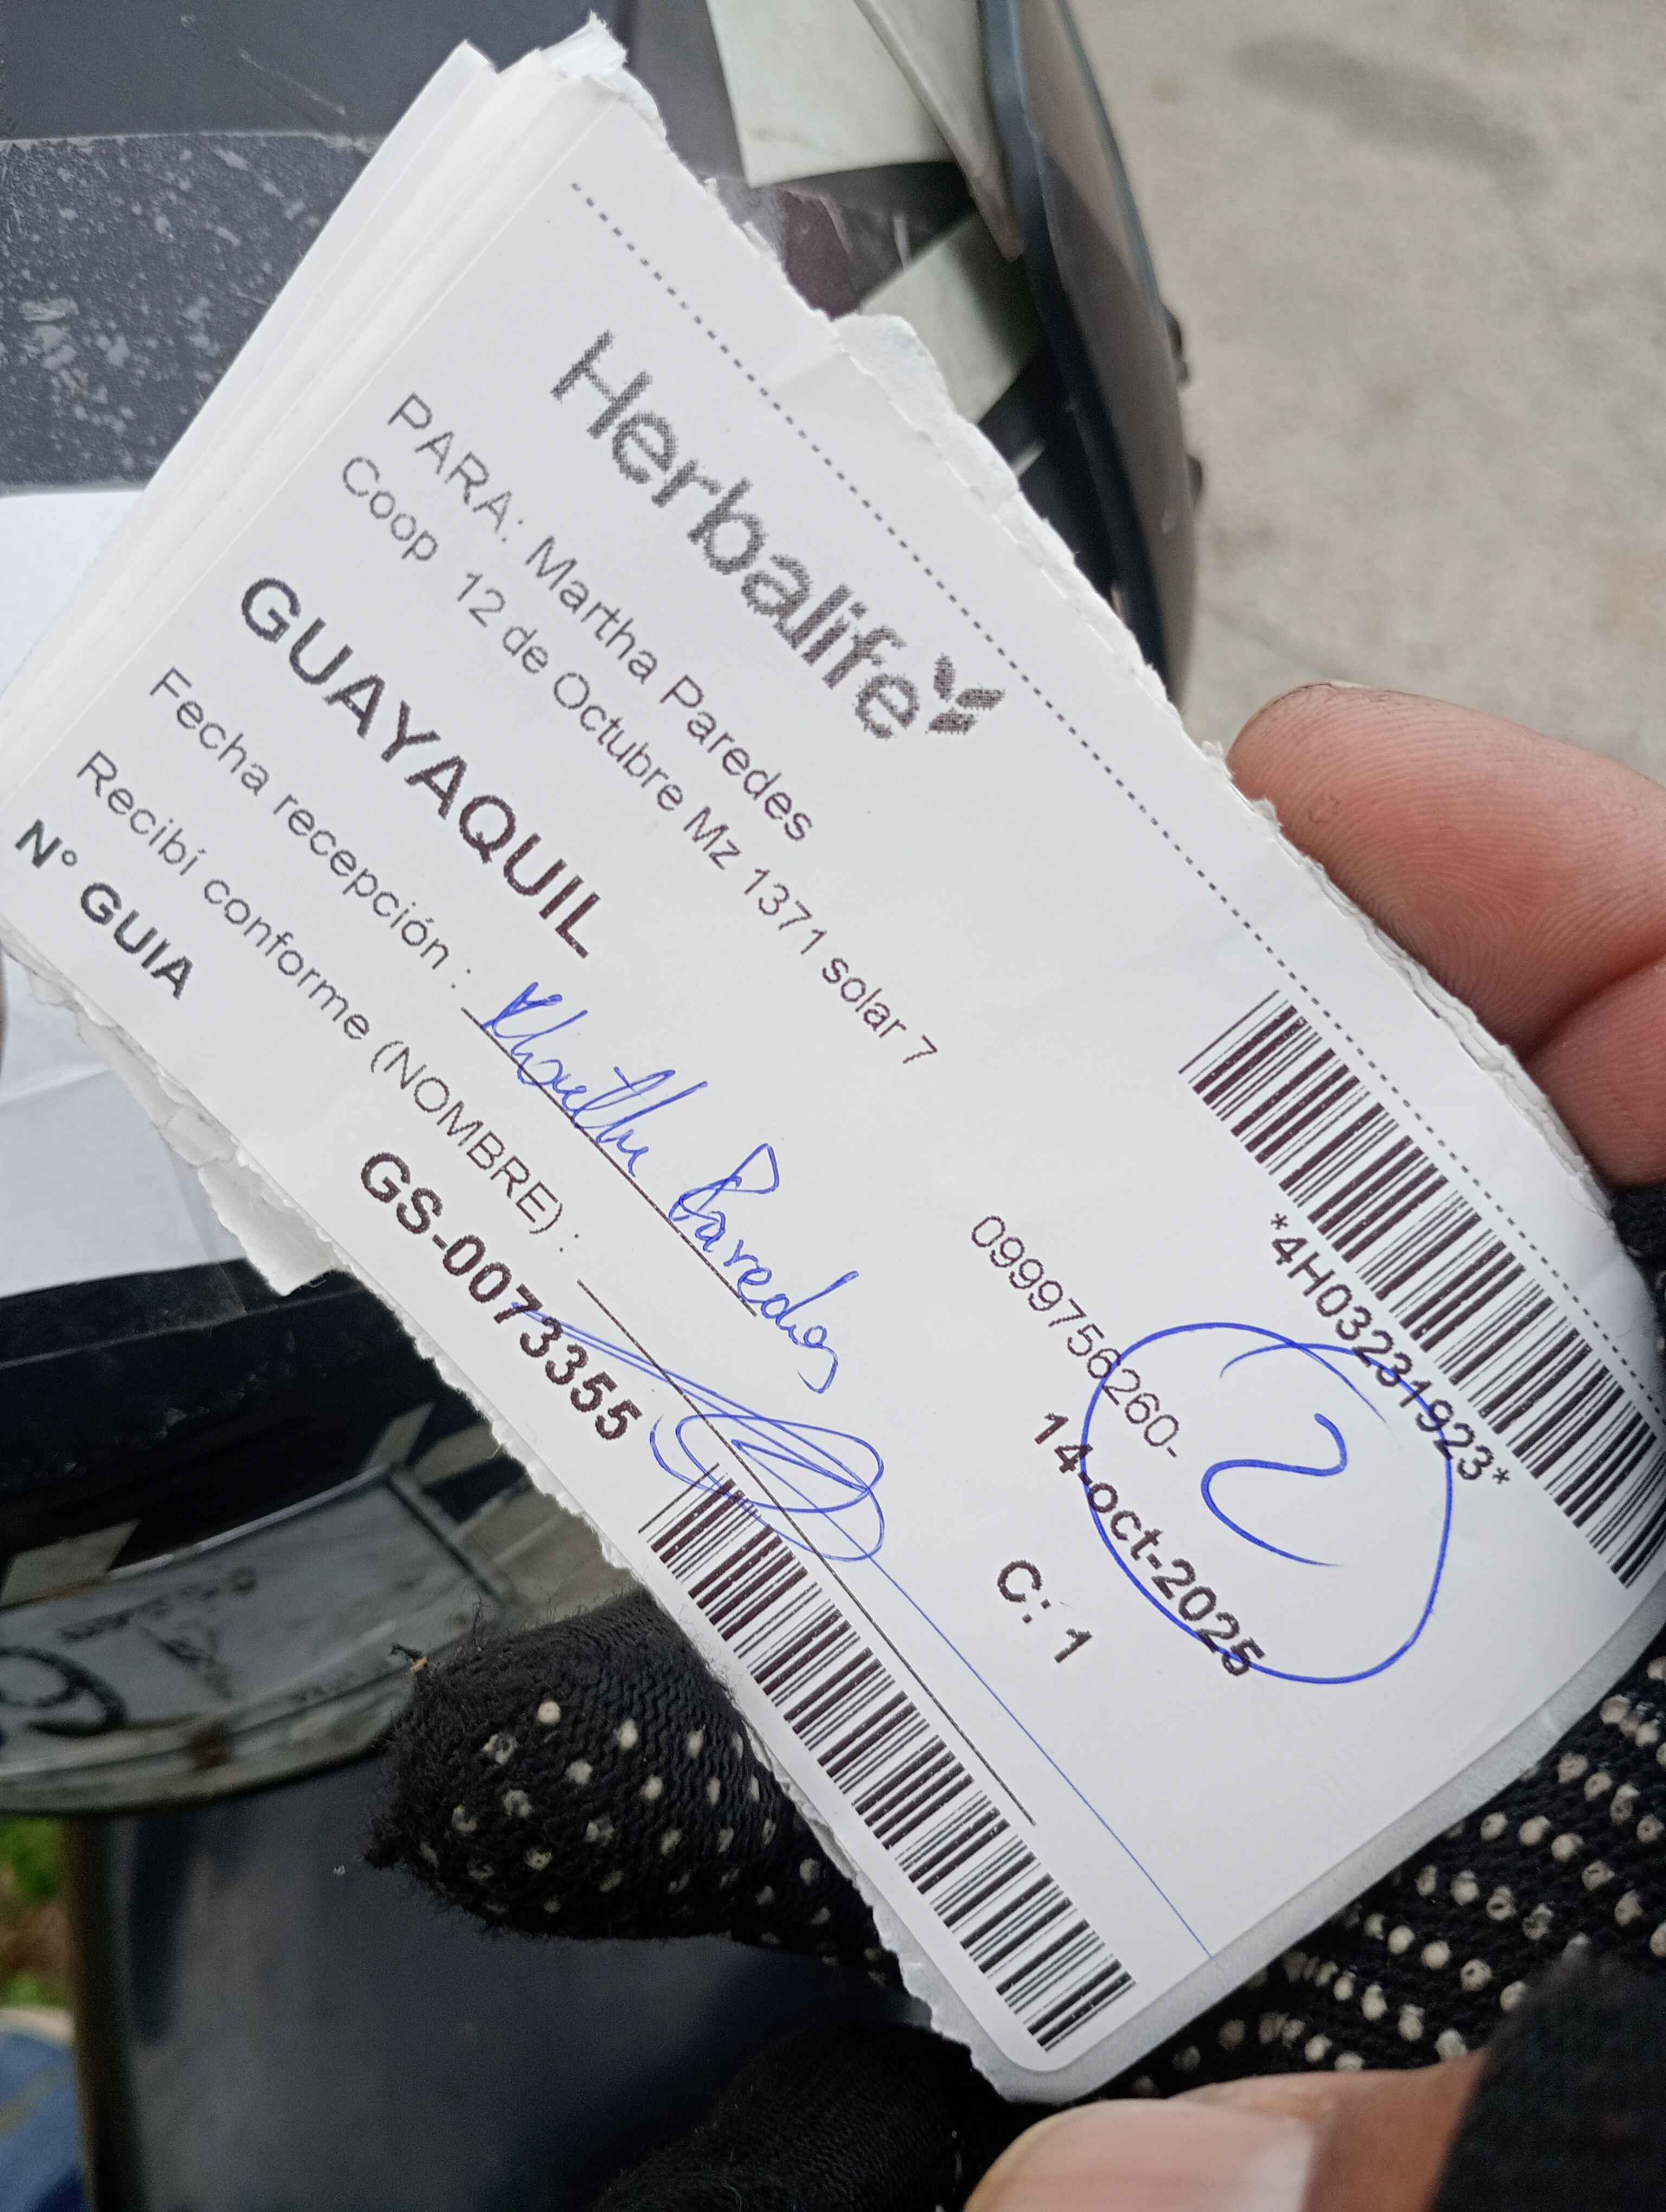 *4H03231923*
Herbalife
PARA: Martha Paredes
0999756260-
Coop 12 de Octubre Mz 1371 solar 7
2
14-oct-2025
GUAYAQUIL
C: 1
Fecha recepción : Paredes
Recibí conforme (NOMBRE) :
N° GUIA GS-0073355